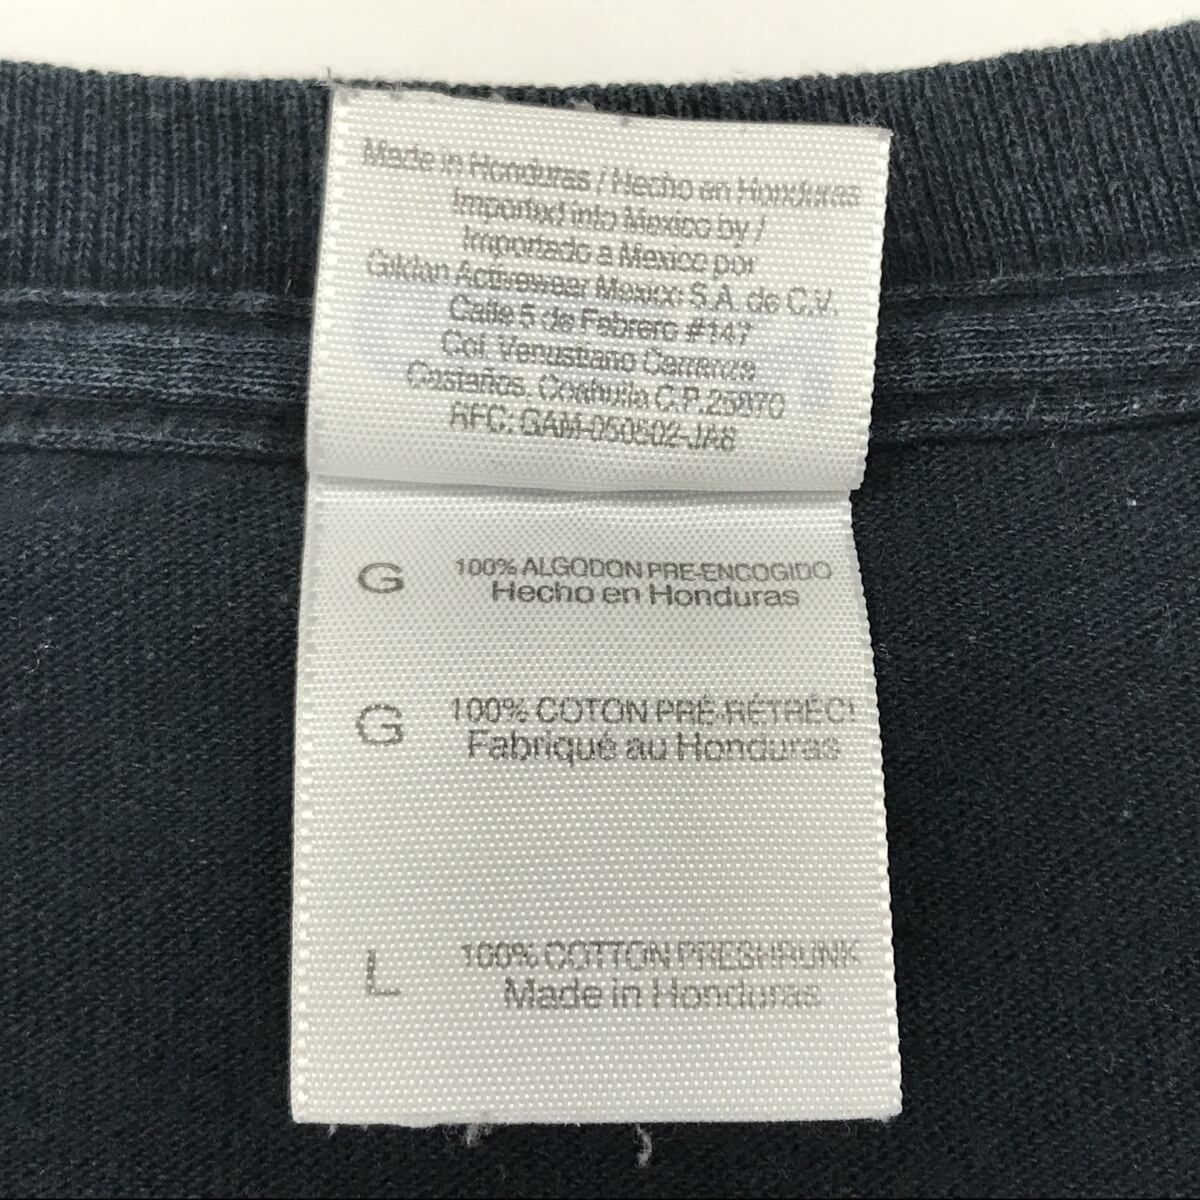 Made in Honduras / Hecho en Honduras
Imported into Mexico by /
Importado a Mexico por
Gildan Activewear Mexico S.A. de C.V.
Calle 5 de Febrero #147
Col. Venustiano Carranza
Castaños, Coahuila C.P. 25870
RFC: GAM-050502-JA6
G 100% ALGODON PRE-ENCOGIDO
Hecho en Honduras
G 100% COTON PRÉ-RÉTRÉCI
Fabriqué au Honduras
L 100% COTTON PRESHRUNK
Made in Honduras